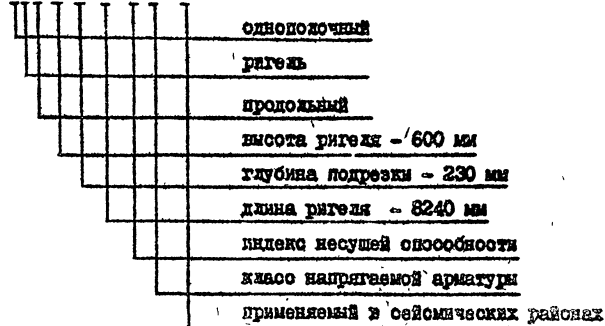 однополочный
ригель
продольный
высота ригеля - 600 мм
глубина подрезки - 230 мм
длина ригеля - 8240 мм
индекс несущей способности
класс напрягаемой арматуры
применяемый в сейсмических районах